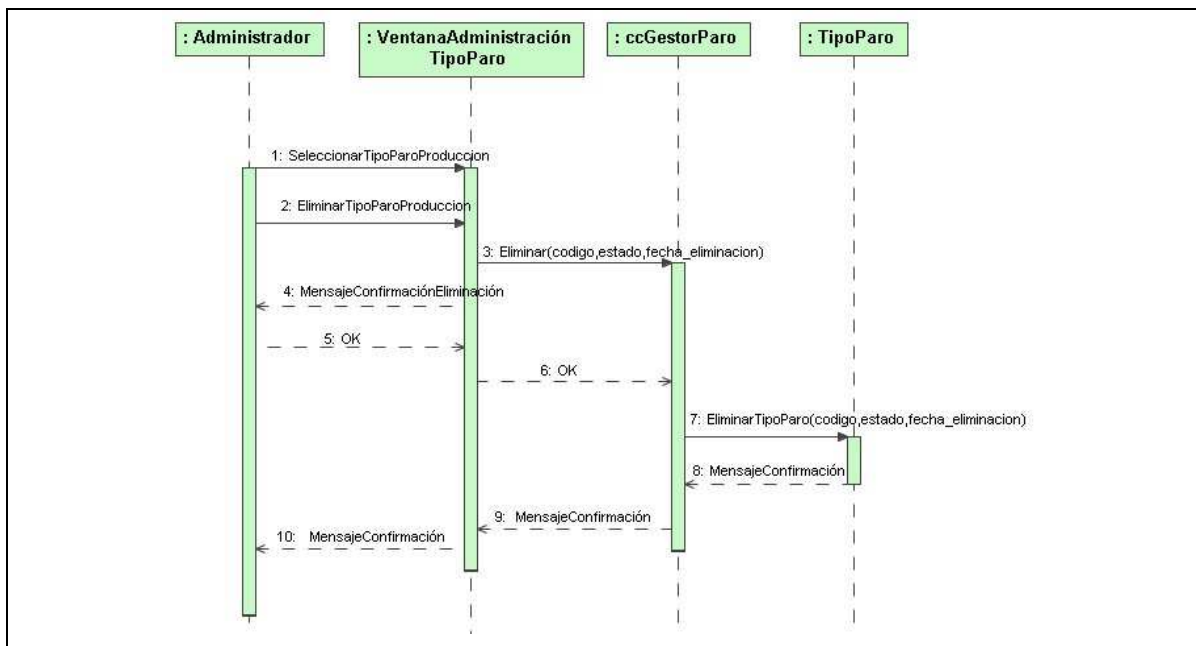 : Administrador
: VentanaAdministración
TipoParo
: ccGestorParo
: TipoParo
1: SeleccionarTipoParoProduccion
2: EliminarTipoParoProduccion
3: Eliminar(codigo,estado,fecha_eliminacion)
4: MensajeConfirmaciónEliminación
5: OK
6: OK
7: EliminarTipoParo(codigo,estado,fecha_eliminacion)
8: MensajeConfirmación
9: MensajeConfirmación
10: MensajeConfirmación